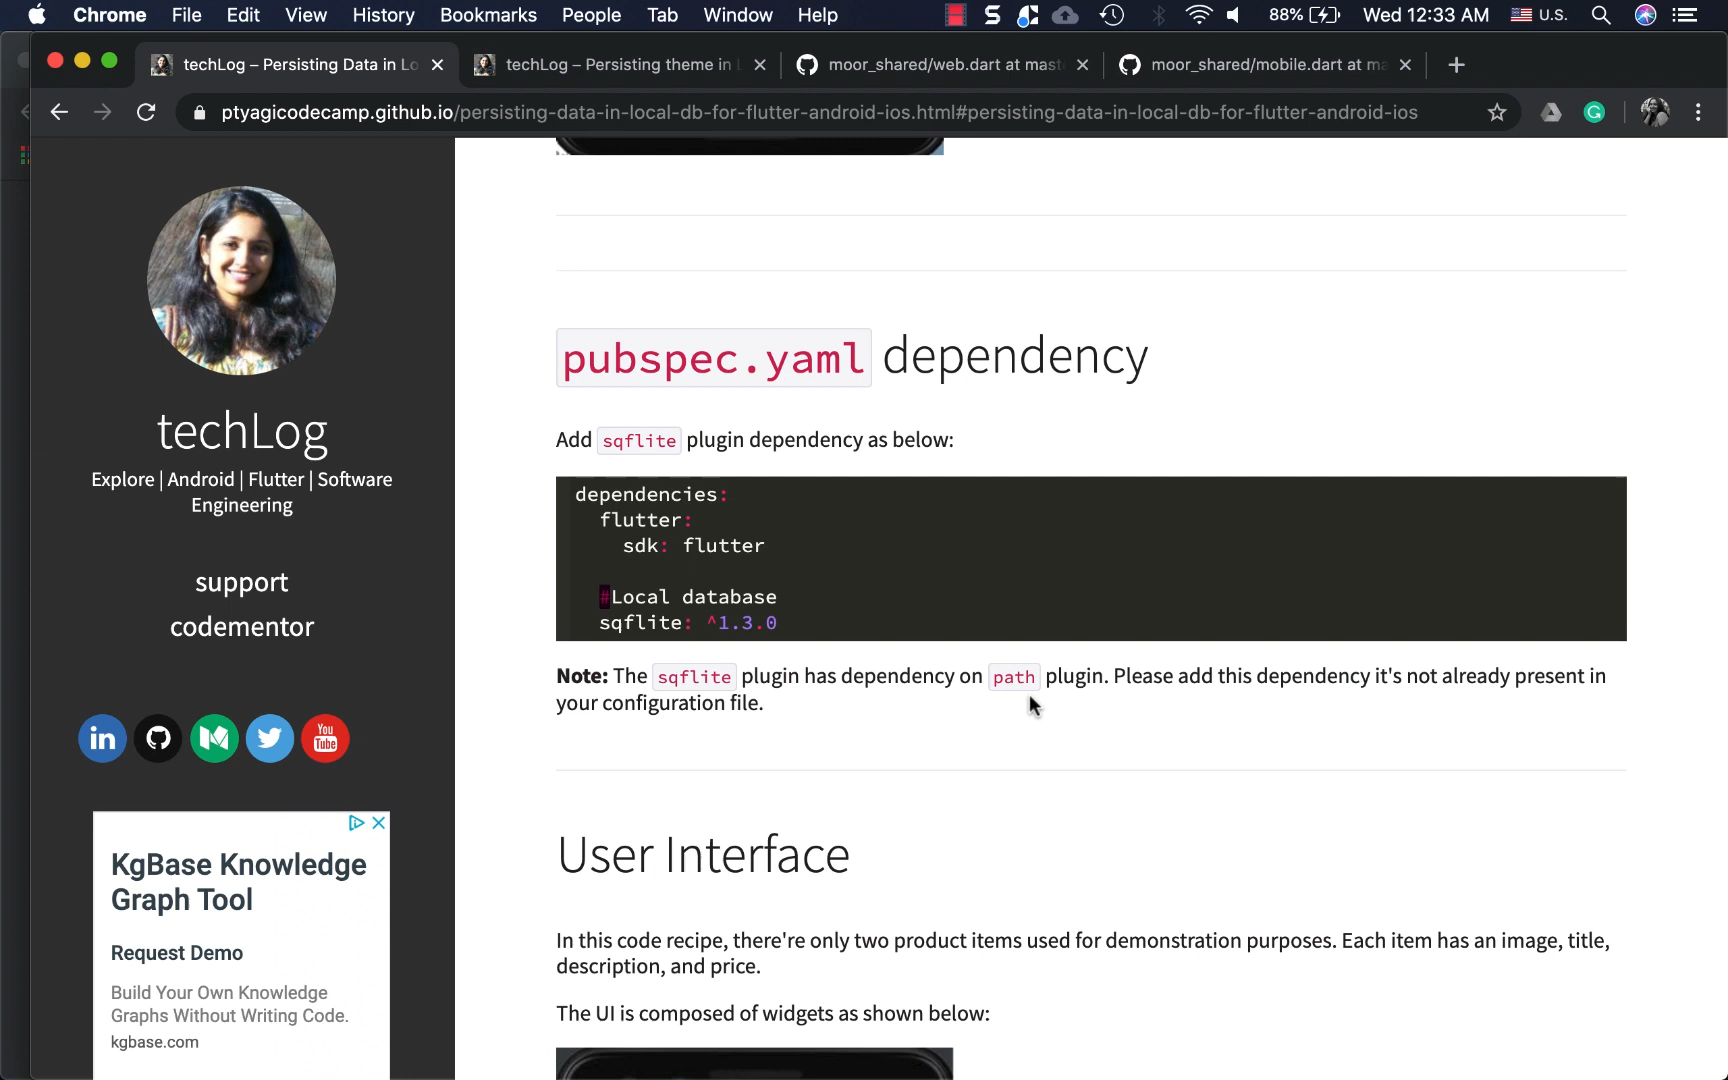 Chrome File Edit View History Bookmarks People Tab Window Help 88% Wed 12:33 AM U.S.
techLog – Persisting Data in Lo techLog – Persisting theme in L moor_shared/web.dart at mast moor_shared/mobile.dart at ma
ptyagicodecamp.github.io/persisting-data-in-local-db-for-flutter-android-ios.html#persisting-data-in-local-db-for-flutter-android-ios
techLog
Explore | Android | Flutter | Software
Engineering
support
codementor
in
You
Tube
KgBase Knowledge
Graph Tool
Request Demo
Build Your Own Knowledge
Graphs Without Writing Code.
kgbase.com
pubspec.yaml dependency
Add sqflite plugin dependency as below:
dependencies:
flutter:
sdk: flutter
#Local database
sqflite: ^1.3.0
Note: The sqflite plugin has dependency on path plugin. Please add this dependency it's not already present in
your configuration file.
User Interface
In this code recipe, there're only two product items used for demonstration purposes. Each item has an image, title,
description, and price.
The UI is composed of widgets as shown below: